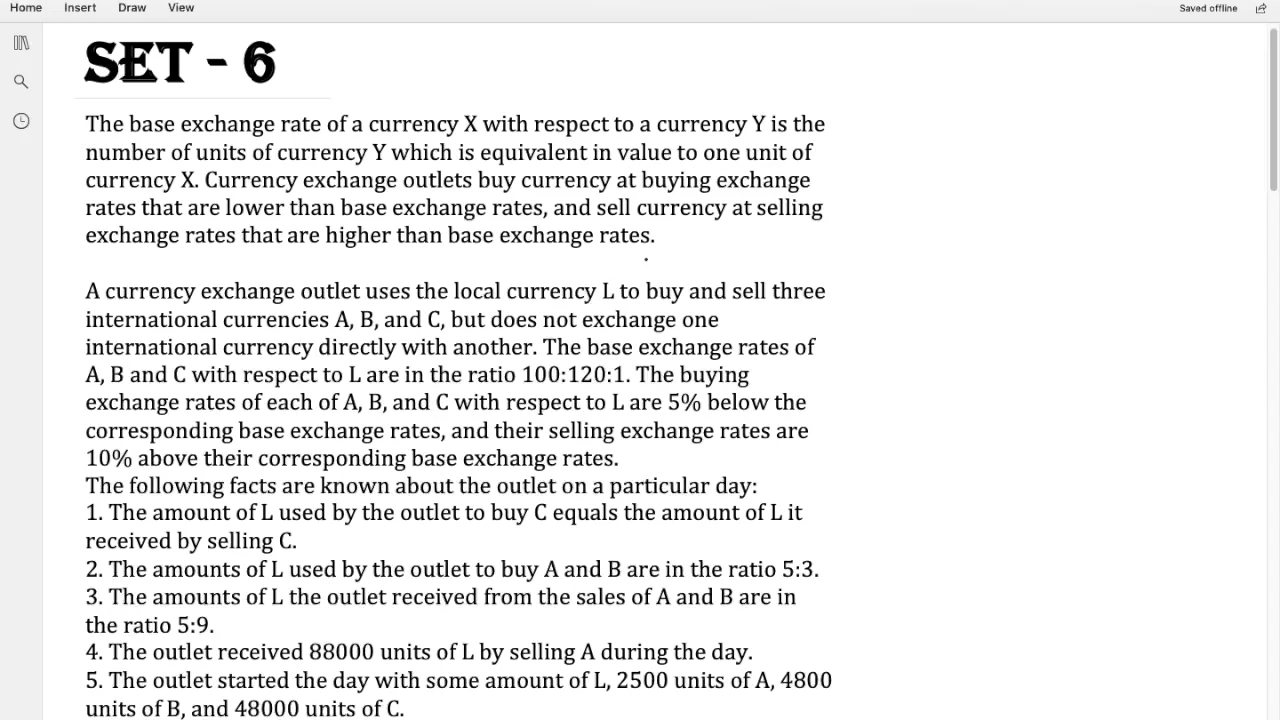 Home Insert Draw View Saved offline
SET - 6
The base exchange rate of a currency X with respect to a currency Y is the
number of units of currency Y which is equivalent in value to one unit of
currency X. Currency exchange outlets buy currency at buying exchange
rates that are lower than base exchange rates, and sell currency at selling
exchange rates that are higher than base exchange rates.
A currency exchange outlet uses the local currency L to buy and sell three
international currencies A, B, and C, but does not exchange one
international currency directly with another. The base exchange rates of
A, B and C with respect to L are in the ratio 100:120:1. The buying
exchange rates of each of A, B, and C with respect to L are 5% below the
corresponding base exchange rates, and their selling exchange rates are
10% above their corresponding base exchange rates.
The following facts are known about the outlet on a particular day:
1. The amount of L used by the outlet to buy C equals the amount of L it
received by selling C.
2. The amounts of L used by the outlet to buy A and B are in the ratio 5:3.
3. The amounts of L the outlet received from the sales of A and B are in
the ratio 5:9.
4. The outlet received 88000 units of L by selling A during the day.
5. The outlet started the day with some amount of L, 2500 units of A, 4800
units of B, and 48000 units of C.